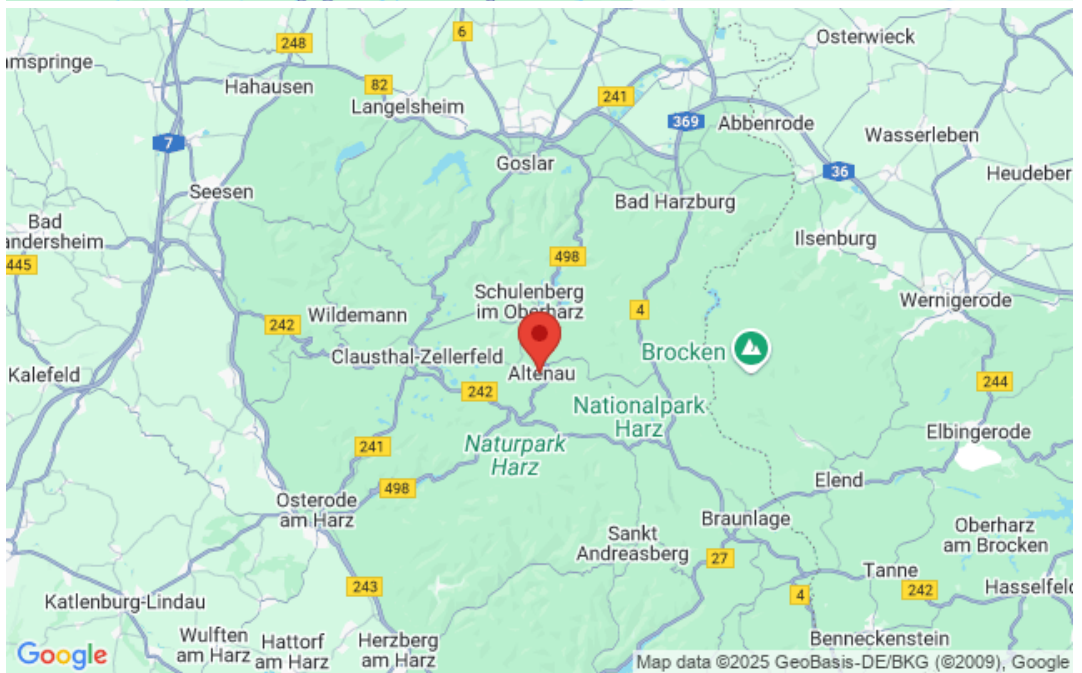 248
6
Osterwieck
amspringe
Hahausen
82
Langelsheim
241
369
Abbenrode
Wasserleben
7
Goslar
36
Heudeber
Seesen
Bad Harzburg
Bad
andersheim
Ilsenburg
445
498
Schulenberg
im Oberharz
Wernigerode
242
Wildemann
4
Brocken
Clausthal-Zellerfeld
Altenau
Kalefeld
242
244
Nationalpark
Harz
Naturpark
Harz
241
Elbingerode
498
Elend
Osterode
am Harz
Braunlage
Sankt
Andreasberg
Oberharz
am Brocken
27
Tanne
243
242
Hasselfeld
4
Katlenburg-Lindau
Wulften
am Harz
Hattorf
am Harz
Herzberg
am Harz
Benneckenstein
Google
Map data ©2025 GeoBasis-DE/BKG (©2009), Google